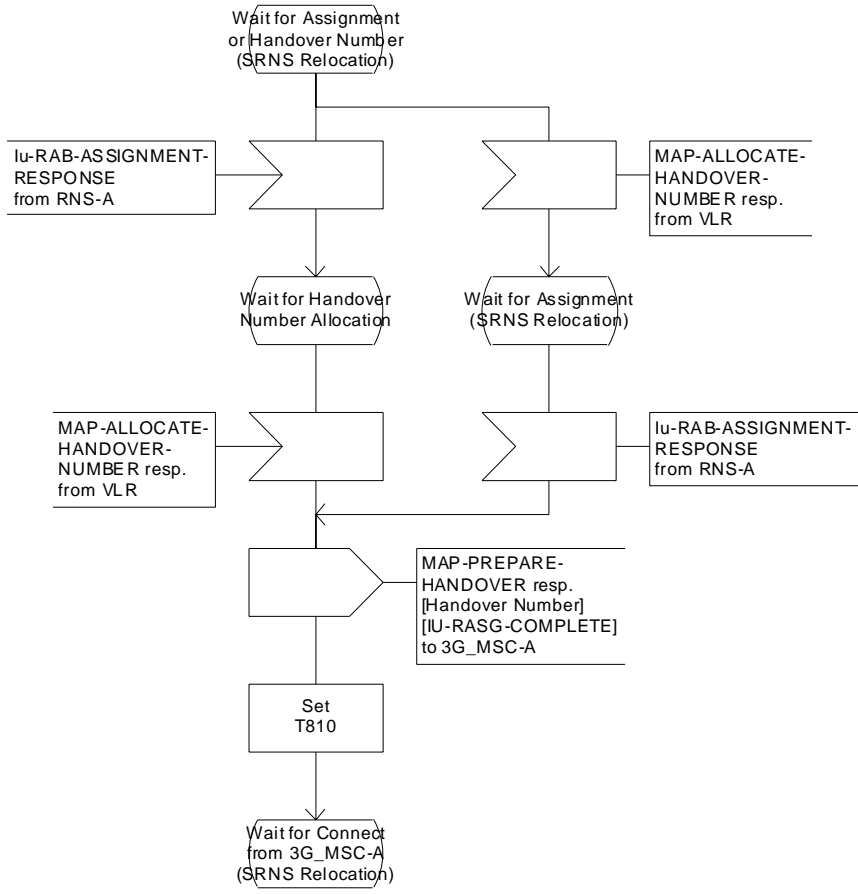 Wait for Assignment
or Handover Number
(SRNS Relocation)
Iu-RAB-ASSIGNMENT-
RESPONSE
from RNS-A
MAP-ALLOCATE-
HANDOVER-
NUMBER resp.
from VLR
Wait for Handover
Number Allocation
Wait for Assignment
(SRNS Relocation)
MAP-ALLOCATE-
HANDOVER-
NUMBER resp.
from VLR
Iu-RAB-ASSIGNMENT-
RESPONSE
from RNS-A
MAP-PREPARE-
HANDOVER resp.
[Handover Number]
[IU-RASG-COMPLETE]
to 3G_MSC-A
Set
T810
Wait for Connect
from 3G_MSC-A
(SRNS Relocation)